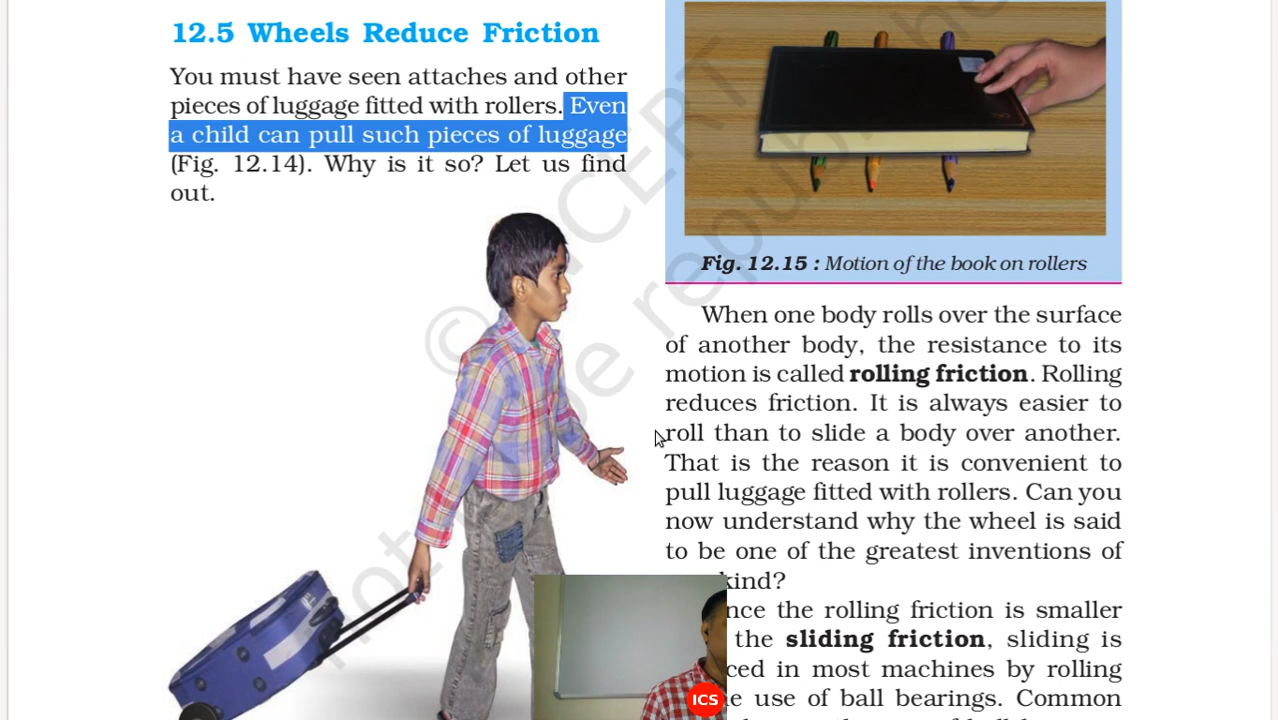 12.5 Wheels Reduce Friction
You must have seen attaches and other
pieces of luggage fitted with rollers. Even
a child can pull such pieces of luggage
(Fig. 12.14). Why is it so? Let us find
out.
Fig. 12.15 : Motion of the book on rollers
When one body rolls over the surface
of another body, the resistance to its
motion is called rolling friction. Rolling
reduces friction. It is always easier to
roll than to slide a body over another.
That is the reason it is convenient to
pull luggage fitted with rollers. Can you
now understand why the wheel is said
to be one of the greatest inventions of
kind?
nce the rolling friction is smaller
the sliding friction, sliding is
ced in most machines by rolling
e use of ball bearings. Common
© NCERT
not be republished
ICS